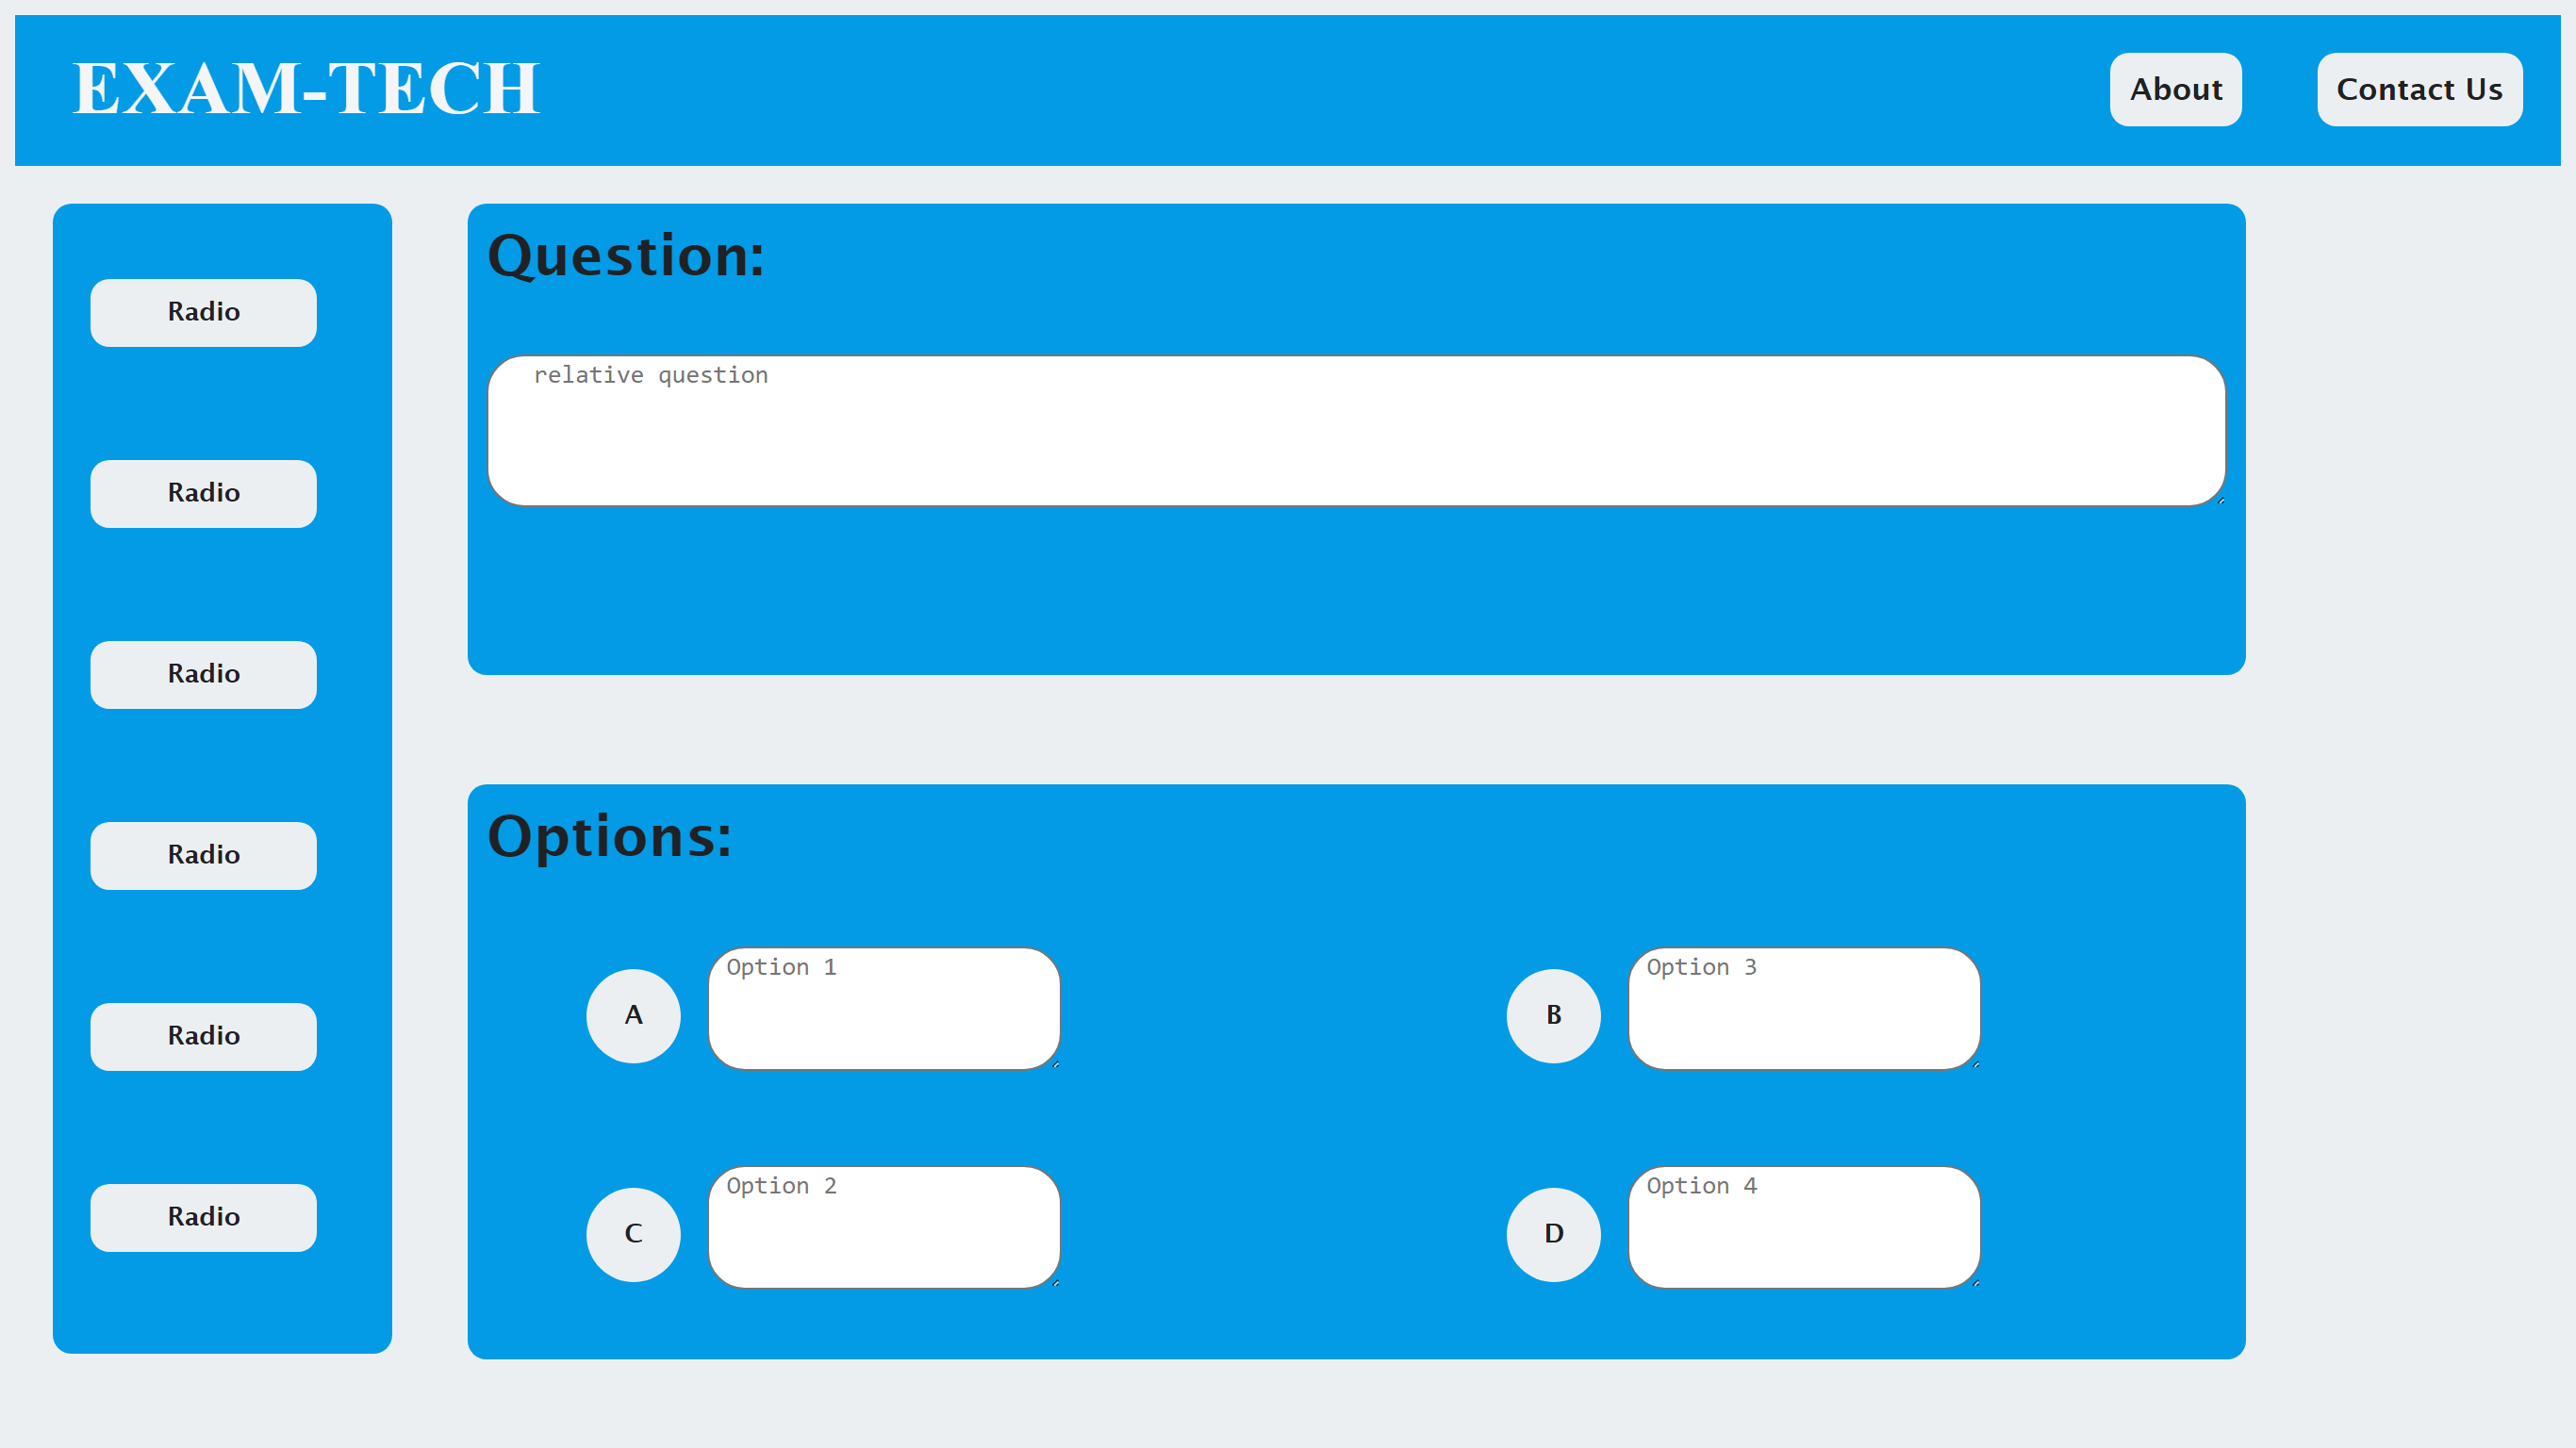 EXAM-TECH
About
Contact Us
Radio
Radio
Radio
Radio
Radio
Radio
Question:
relative question
Options:
A
Option 1
B
Option 3
C
Option 2
D
Option 4